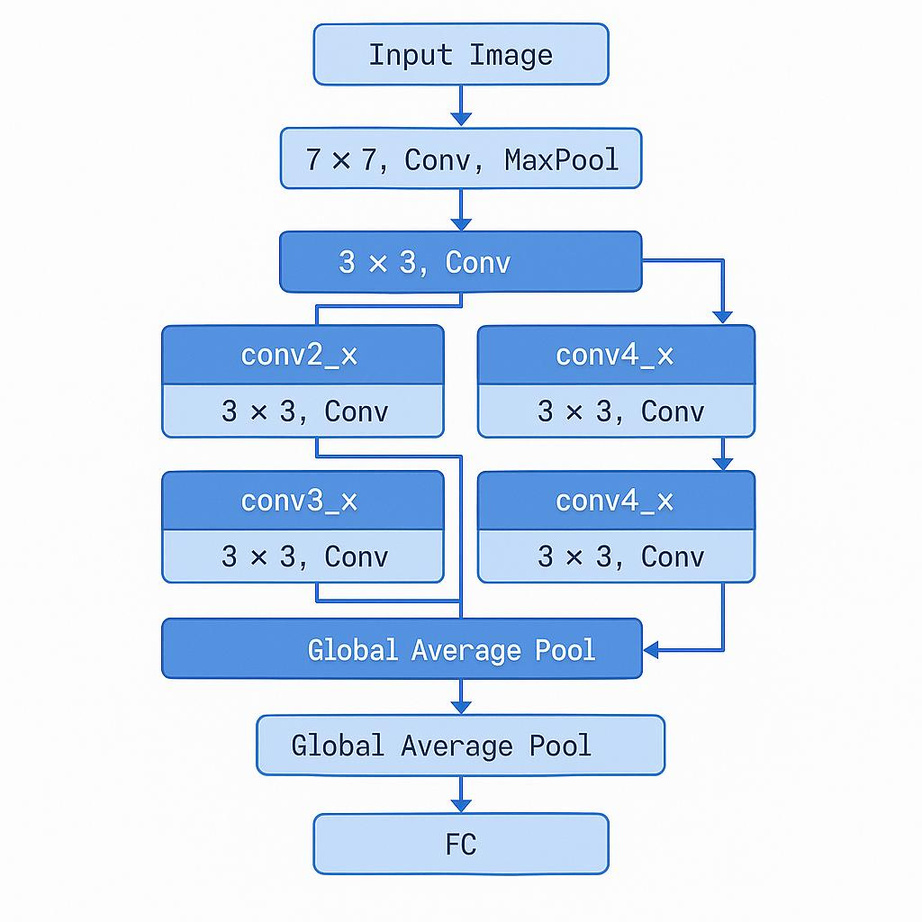 Input Image
7 × 7, Conv, MaxPool
3 × 3, Conv
conv2_x
3 × 3, Conv
conv4_x
3 × 3, Conv
conv3_x
3 × 3, Conv
conv4_x
3 × 3, Conv
Global Average Pool
Global Average Pool
FC